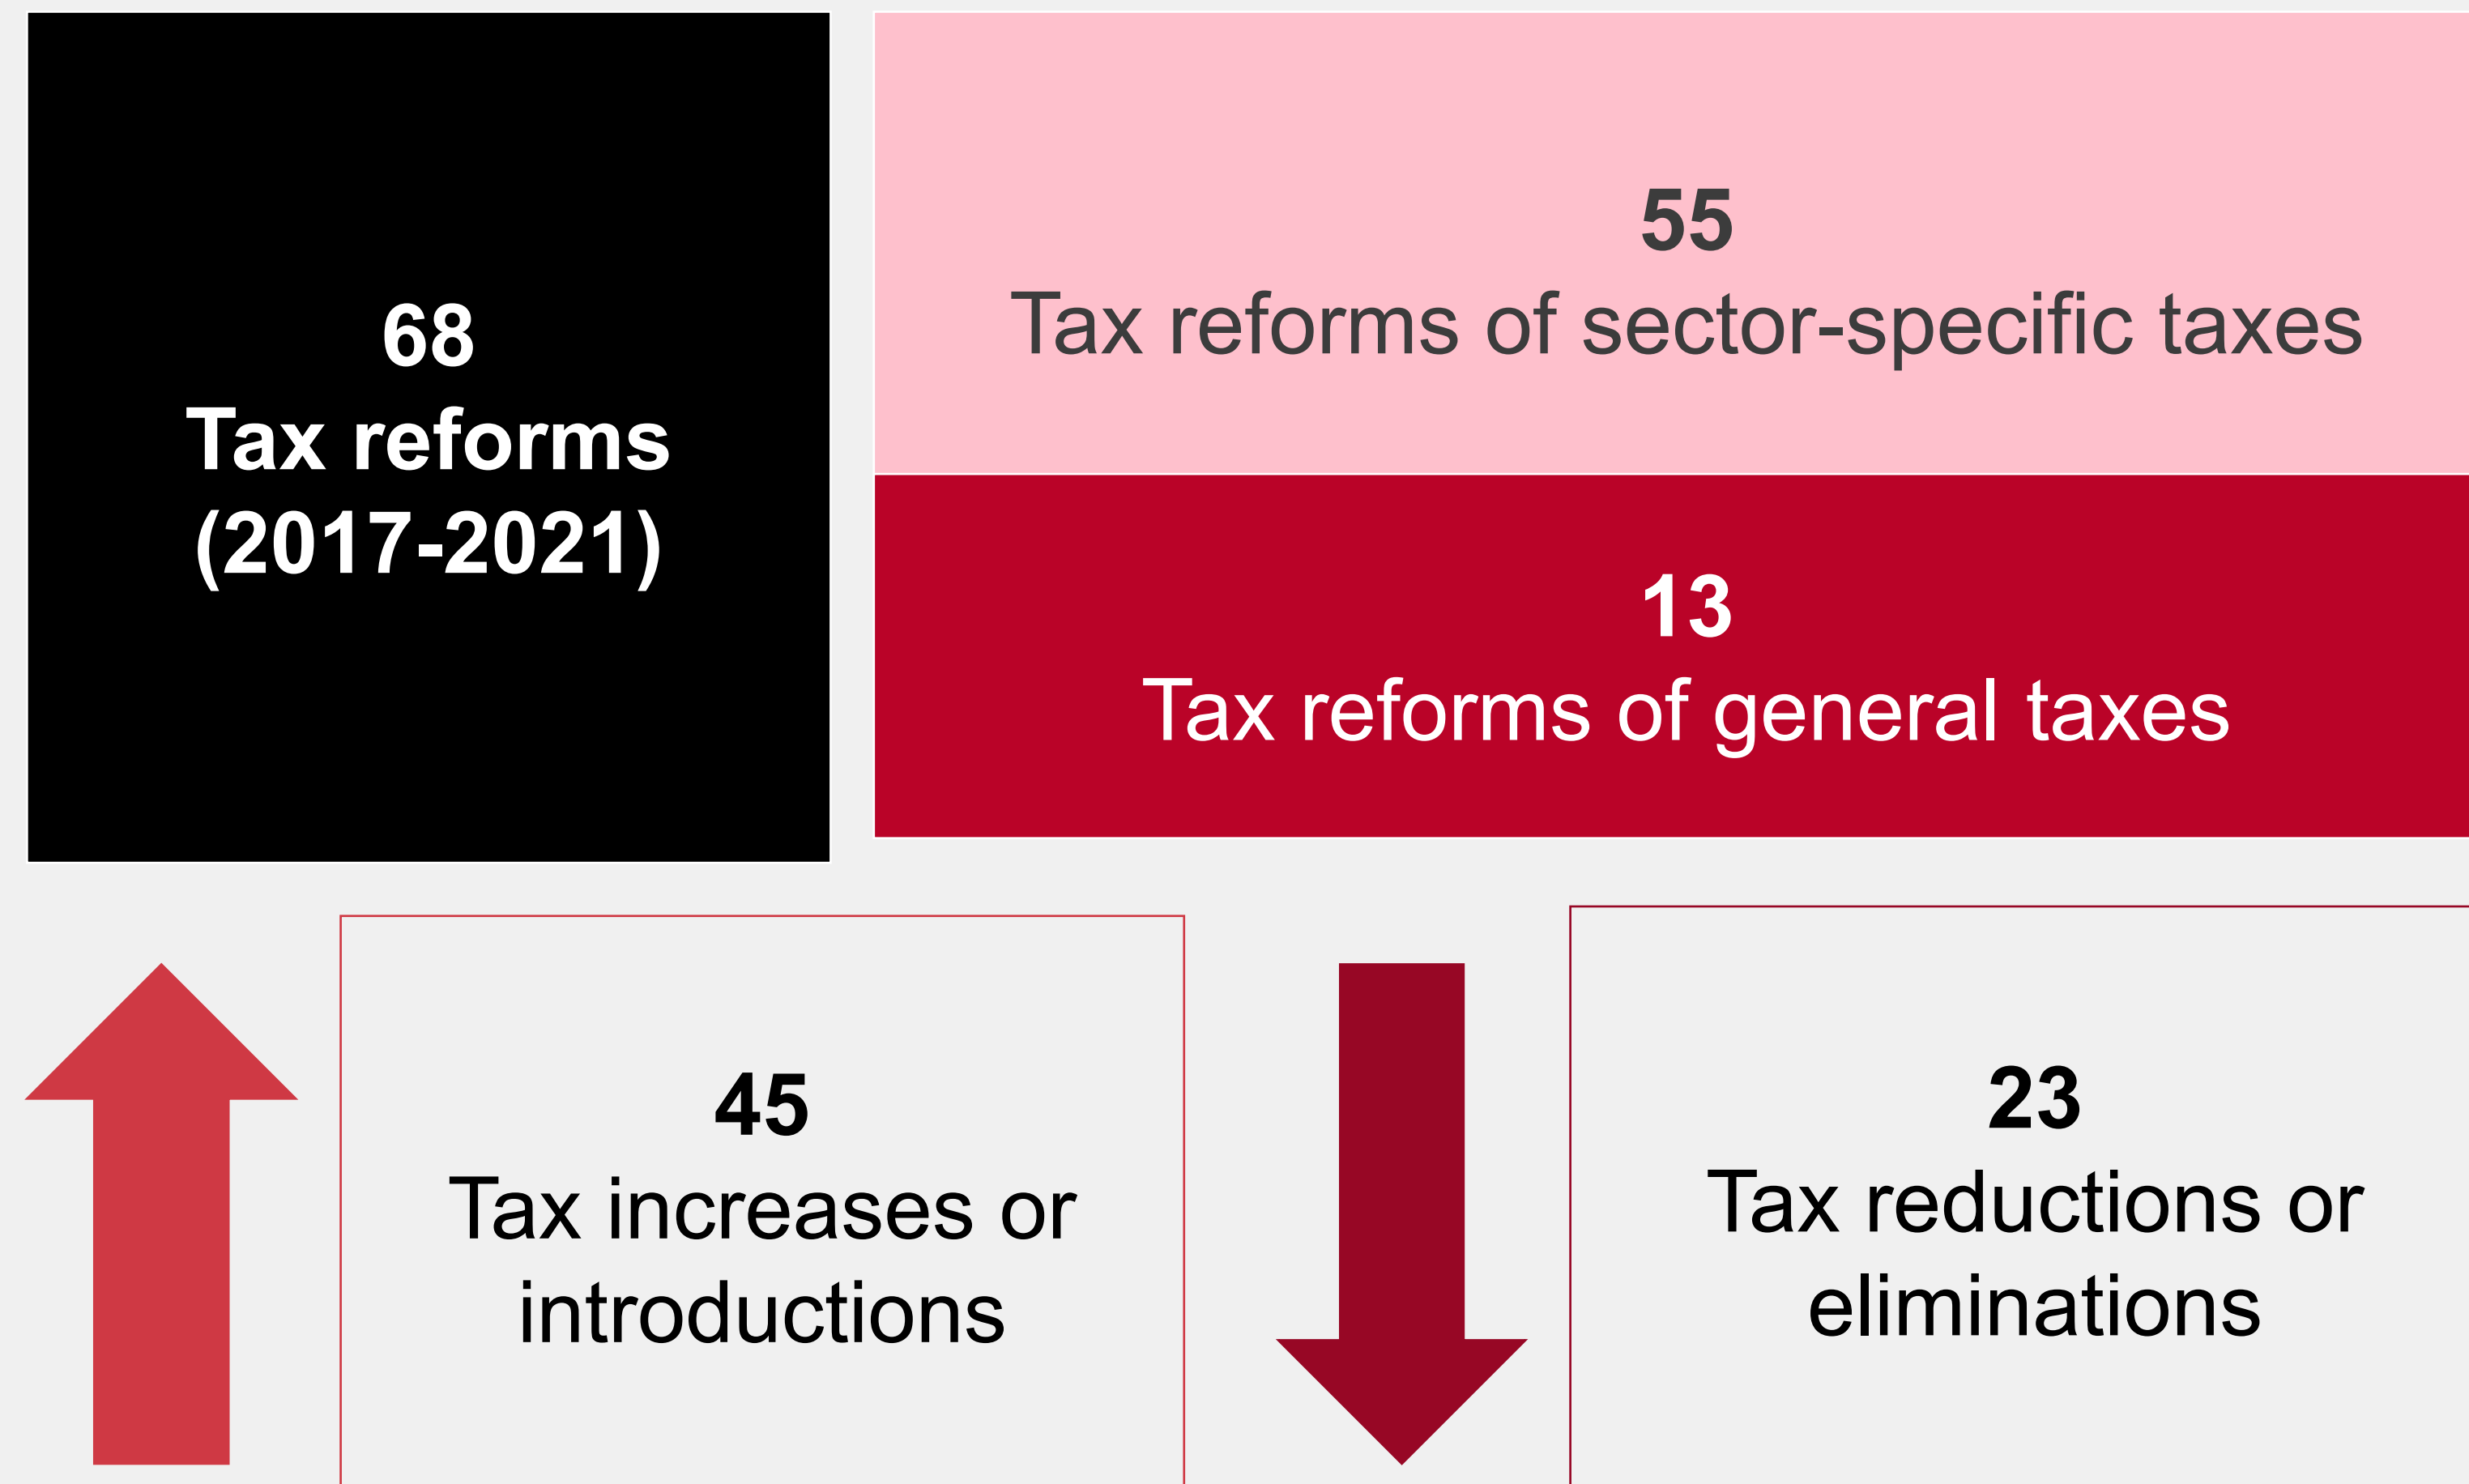 68
Tax reforms
(2017-2021)
55
Tax reforms of sector-specific taxes
13
Tax reforms of general taxes
45
Tax increases or
introductions
23
Tax reductions or
eliminations